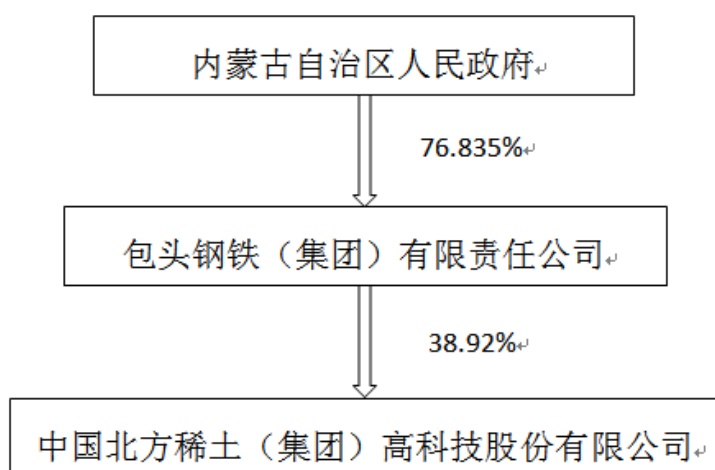 内蒙古自治区人民政府
76.835%
包头钢铁（集团）有限责任公司
38.92%
中国北方稀土（集团）高科技股份有限公司